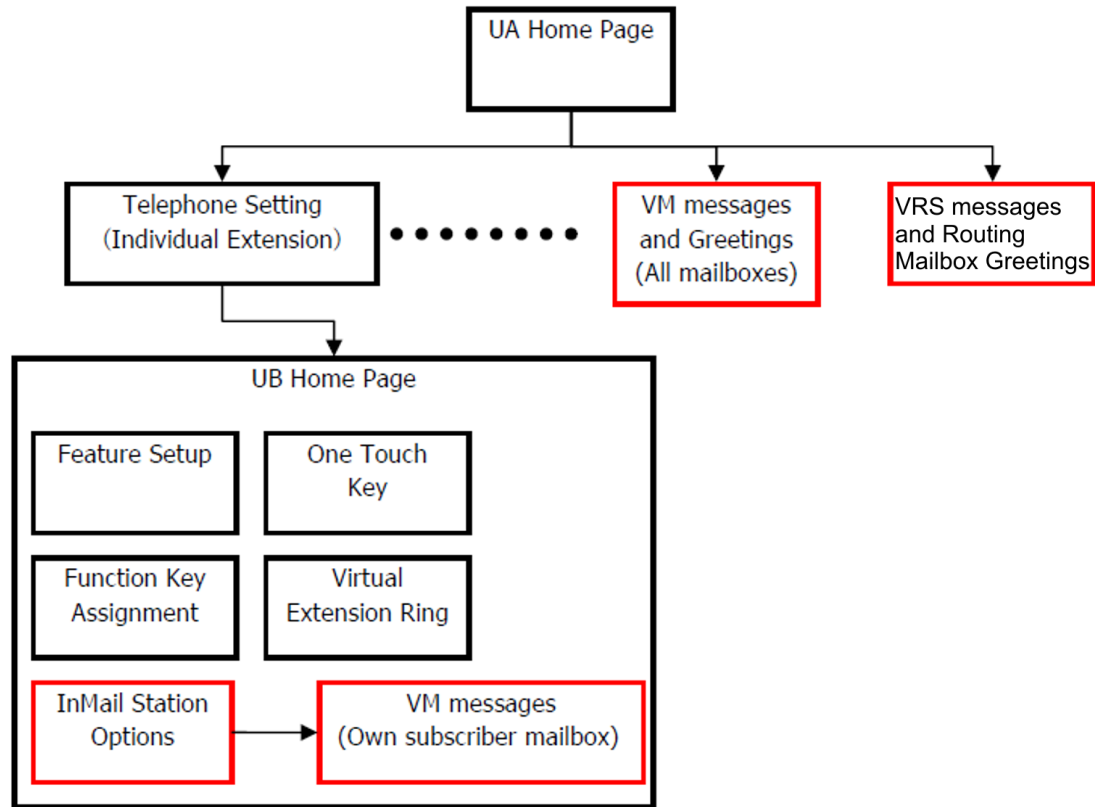 UA Home Page
Telephone Setting
(Individual Extension)
VM messages
and Greetings
(All mailboxes)
VRS messages
and Routing
Mailbox Greetings
UB Home Page
Feature Setup
One Touch
Key
Function Key
Assignment
Virtual
Extension Ring
InMail Station
Options
VM messages
(Own subscriber mailbox)